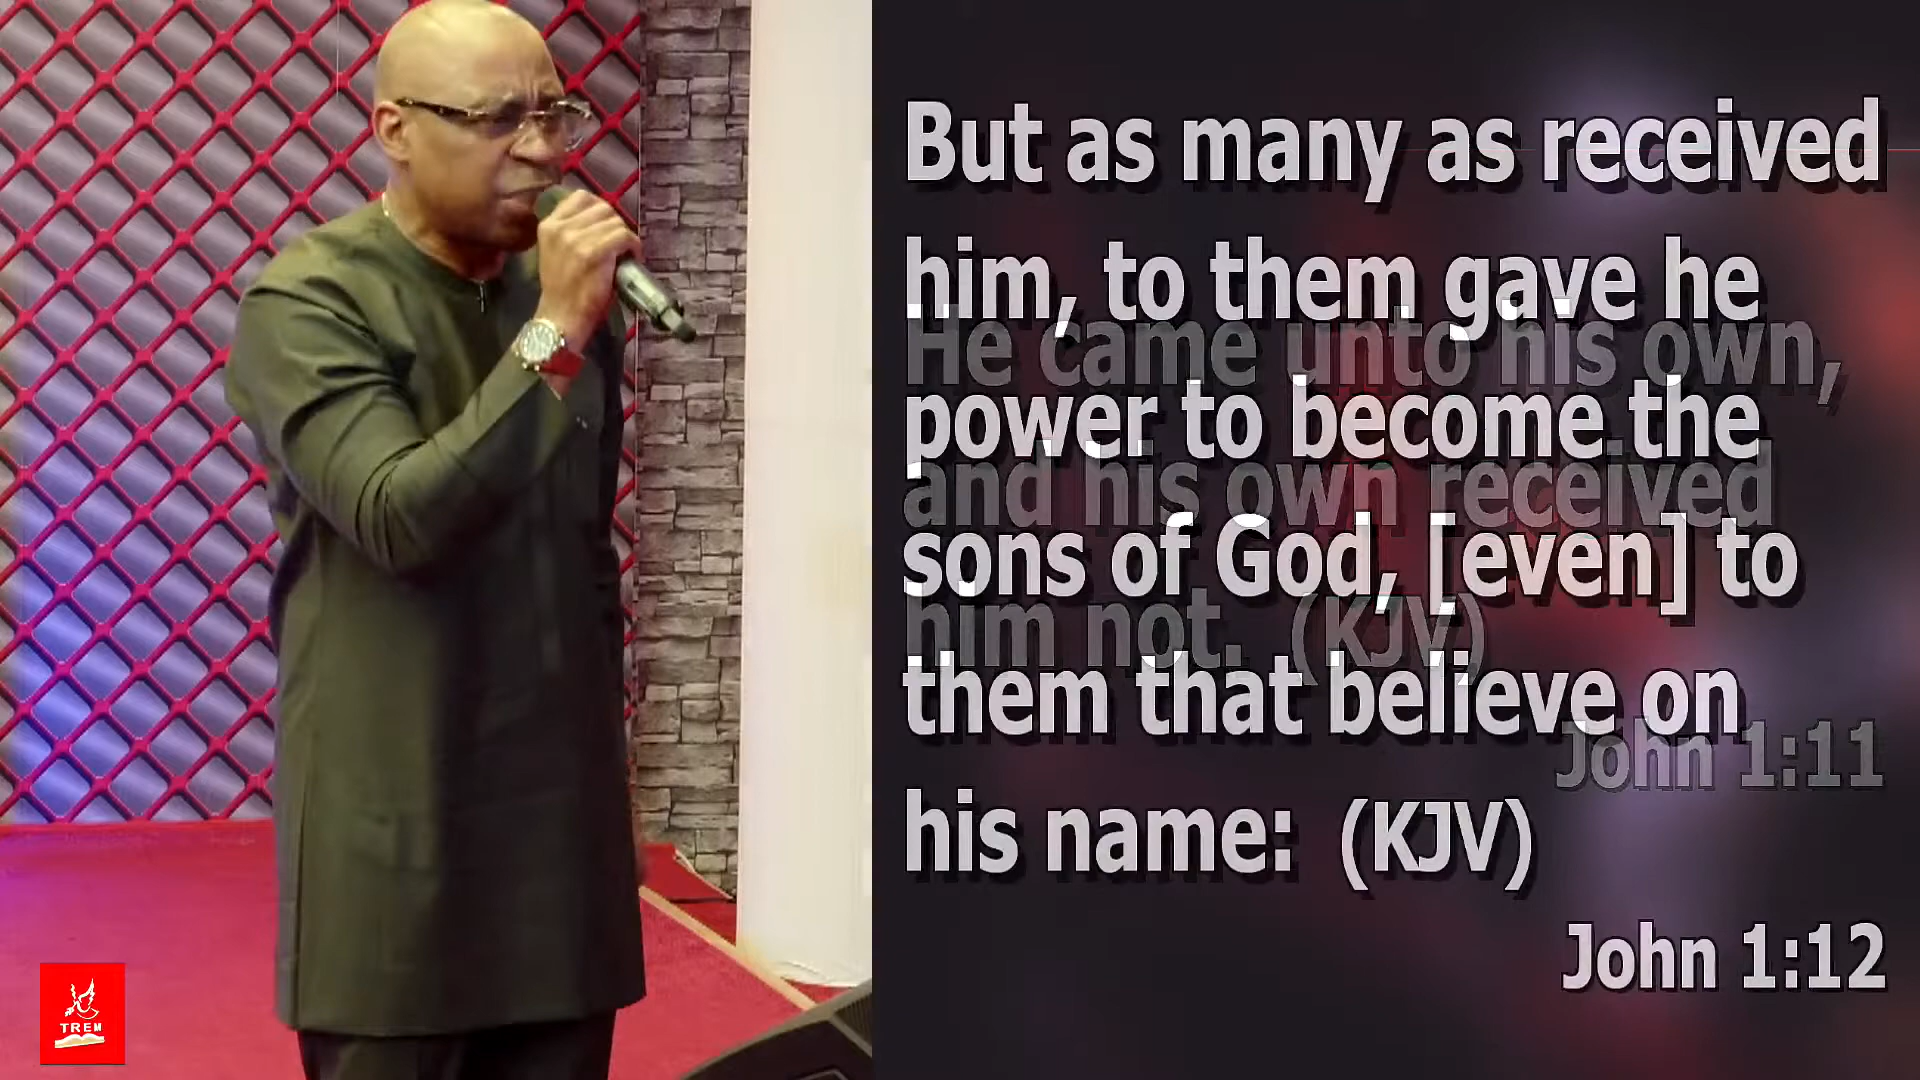 But as many as received
him, to them gave he
power to become the
sons of God, [even] to
them that believe on
his name: (KJV)
John 1:12
He came unto his own,
and his own received
him not. (KJV)
John 1:11
TREM